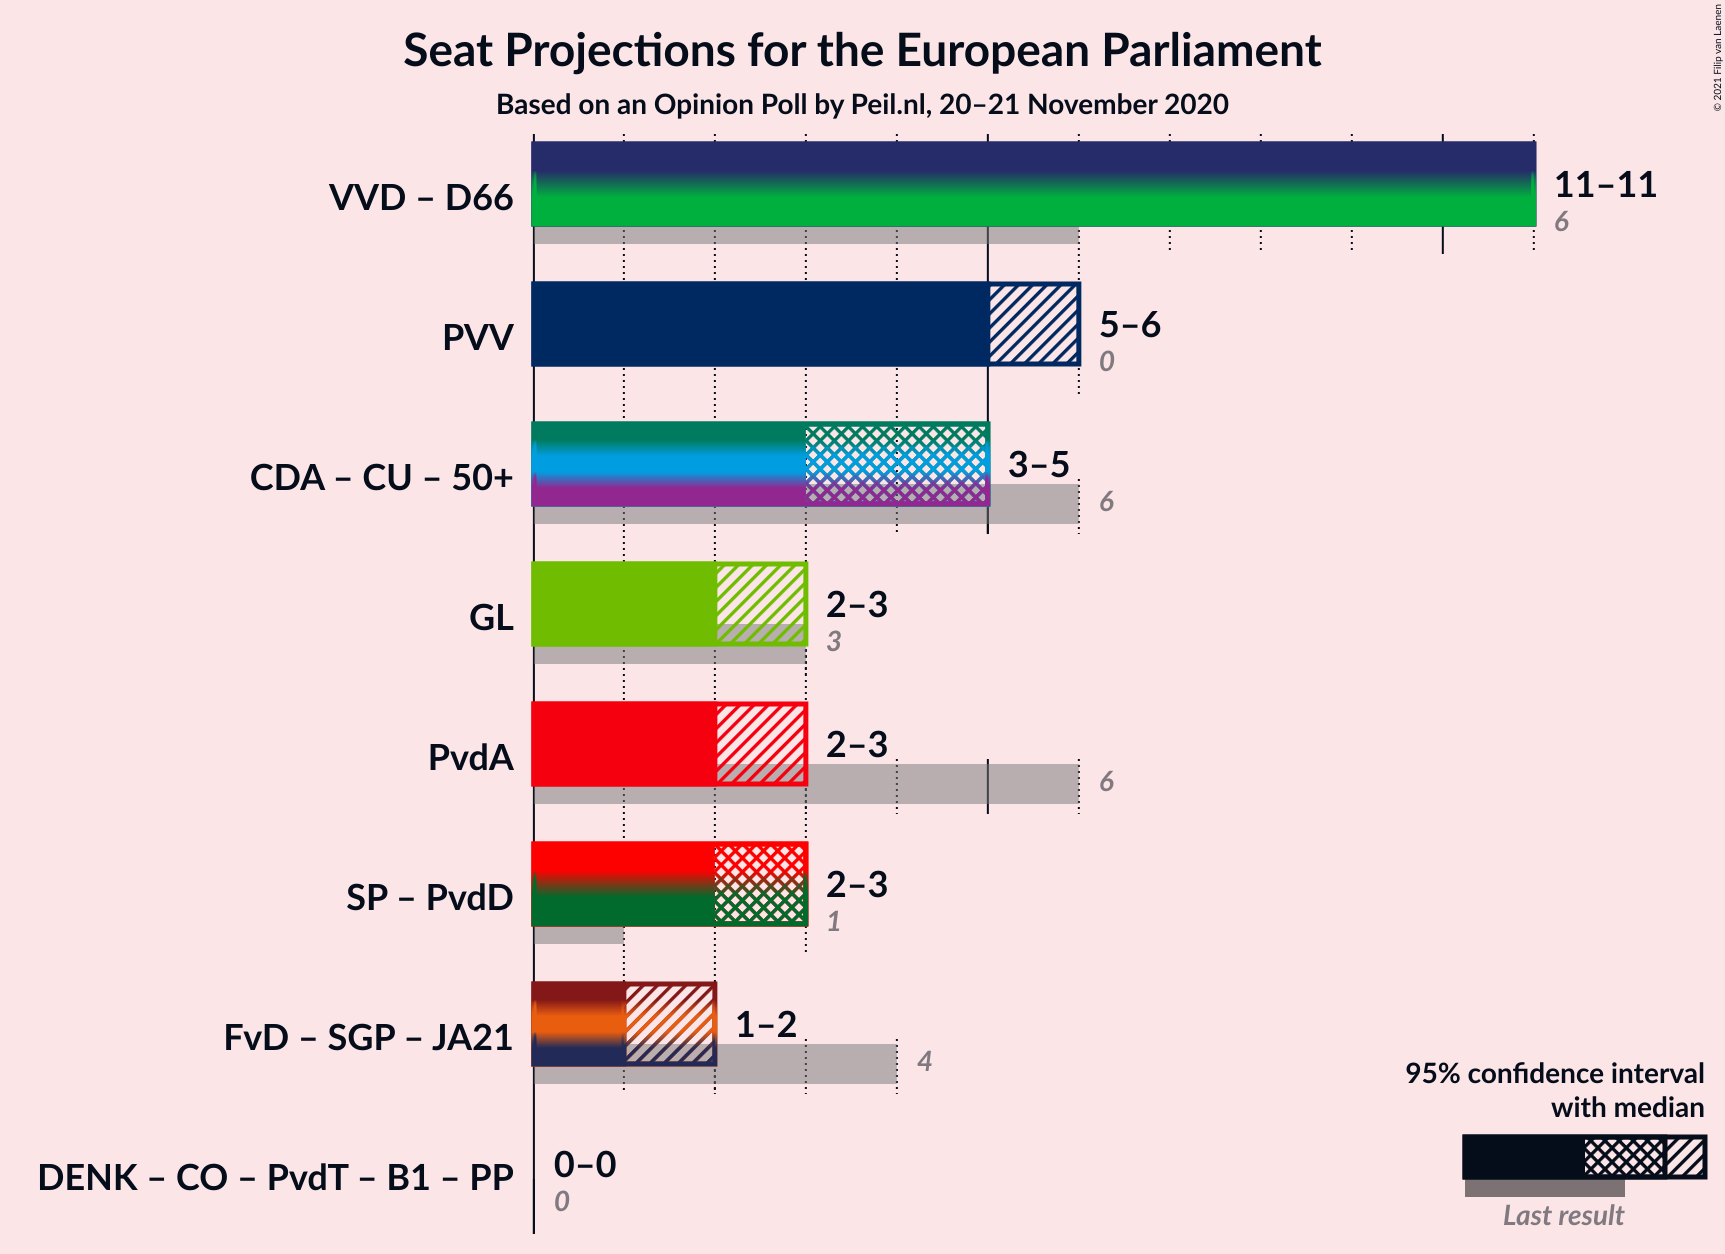 Seat Projections for the European Parliament
Based on an Opinion Poll by Peil.nl, 20–21 November 2020
© 2021 Filip van Laenen
VVD – D66
11–11
6
PVV
5–6
0
CDA – CU – 50+
3–5
6
GL
2–3
3
PvdA
2–3
6
SP – PvdD
2–3
1
FvD – SGP – JA21
1–2
4
DENK – CO – PvdT – B1 – PP
0–0
0
95% confidence interval
with median
Last result